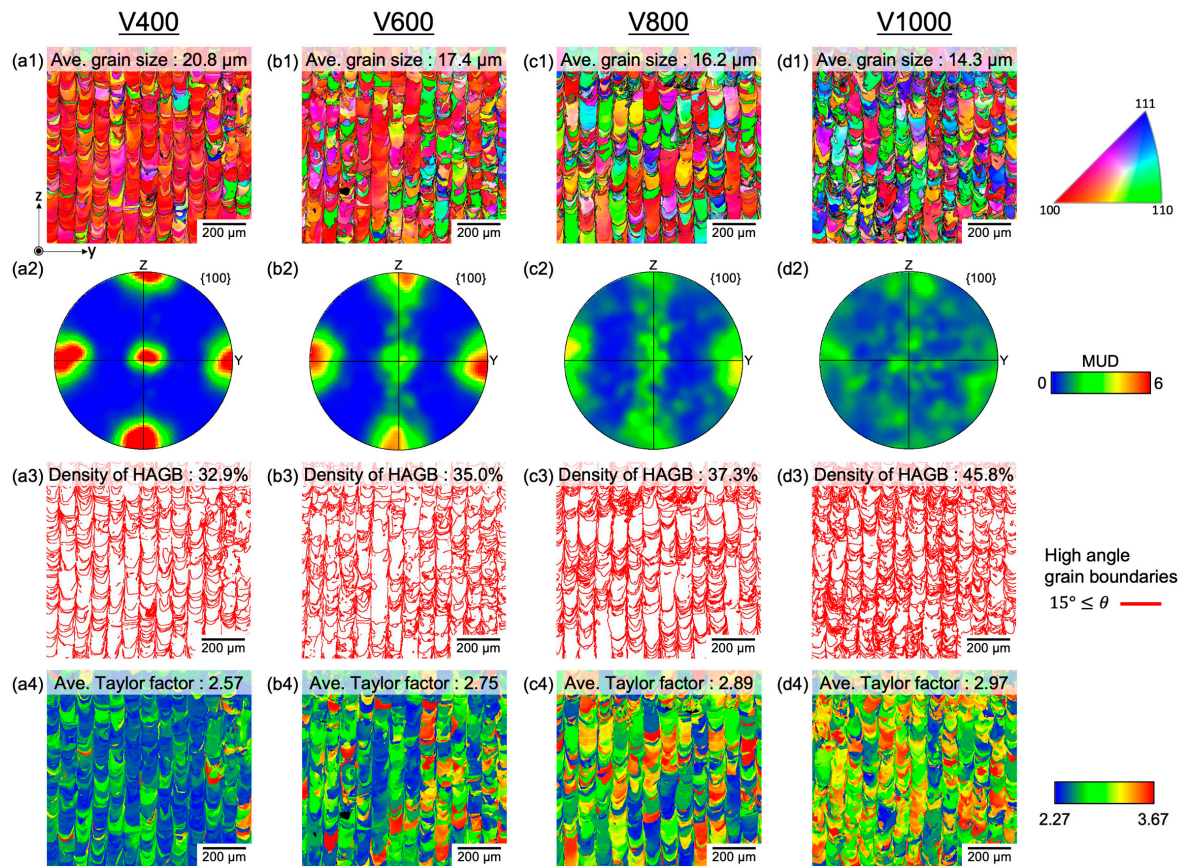 V400
V600
V800
V1000
(a1)
Ave. grain size : 20.8 μm
(b1)
Ave. grain size : 17.4 μm
(c1)
Ave. grain size : 16.2 μm
(d1)
Ave. grain size : 14.3 μm
111
100
110
z
y
200 μm
200 μm
200 μm
200 μm
(a2)
Z
{100}
Y
(b2)
Z
{100}
Y
(c2)
Z
{100}
Y
(d2)
Z
{100}
Y
MUD
0
6
(a3)
Density of HAGB : 32.9%
(b3)
Density of HAGB : 35.0%
(c3)
Density of HAGB : 37.3%
(d3)
Density of HAGB : 45.8%
High angle
grain boundaries
15° ≤ θ
200 μm
200 μm
200 μm
200 μm
(a4)
Ave. Taylor factor : 2.57
(b4)
Ave. Taylor factor : 2.75
(c4)
Ave. Taylor factor : 2.89
(d4)
Ave. Taylor factor : 2.97
2.27
3.67
200 μm
200 μm
200 μm
200 μm